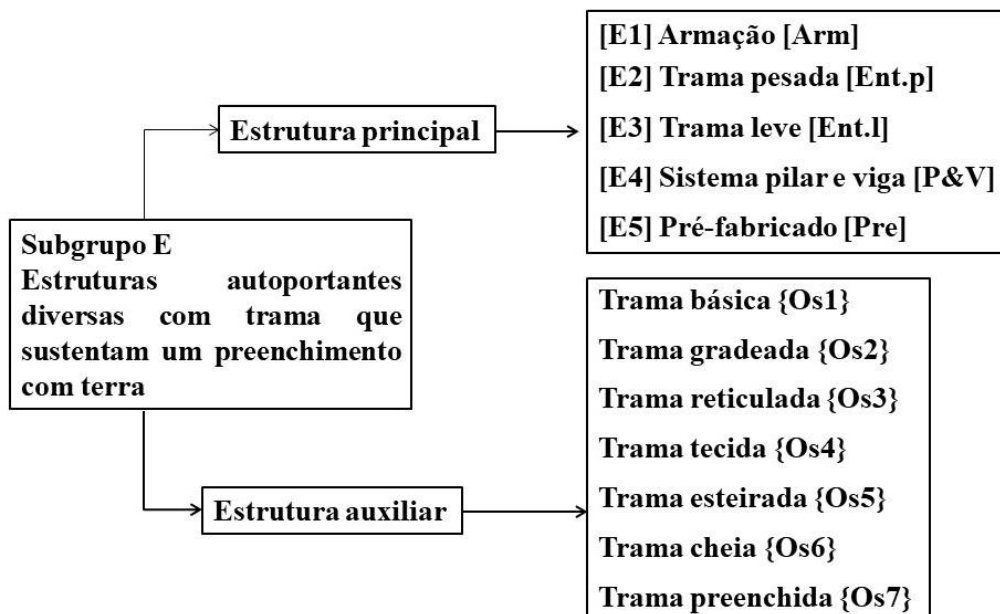 [E1] Armação [Arm]
[E2] Trama pesada [Ent.p]
[E3] Trama leve [Ent.l]
[E4] Sistema pilar e viga [P&V]
[E5] Pré-fabricado [Pre]
Estrutura principal
Subgrupo E
Estruturas autoportantes
diversas com trama que
sustentam um preenchimento
com terra
Estrutura auxiliar
Trama básica {Os1}
Trama gradeada {Os2}
Trama reticulada {Os3}
Trama tecida {Os4}
Trama esteirada {Os5}
Trama cheia {Os6}
Trama preenchida {Os7}